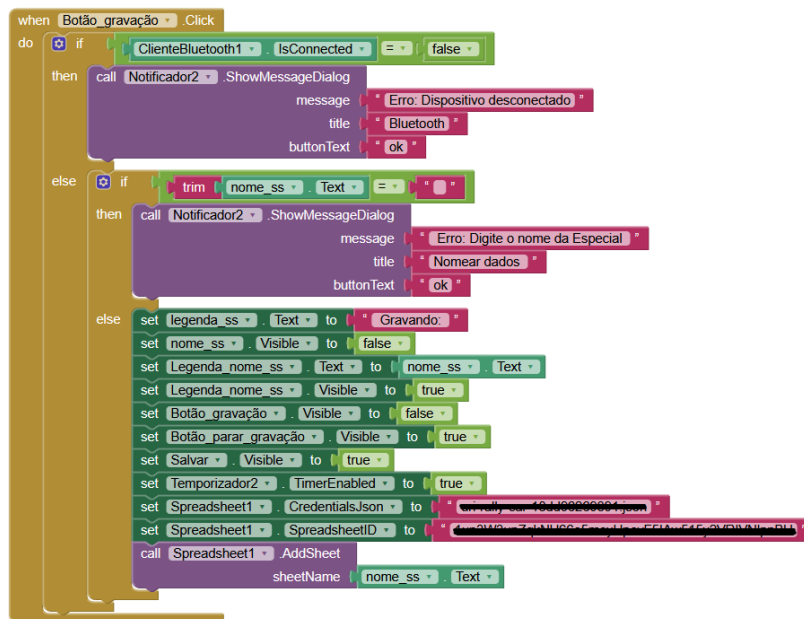 when Botão_gravação .Click
do if ClienteBluetooth1 . IsConnected = false
then call Notificador2 .ShowMessageDialog
message " Erro: Dispositivo desconectado "
title " Bluetooth "
buttonText " ok "
else if trim nome_ss . Text = " "
then call Notificador2 .ShowMessageDialog
message " Erro: Digite o nome da Especial "
title " Nomear dados "
buttonText " ok "
else set legenda_ss . Text to " Gravando: "
set nome_ss . Visible to false
set Legenda_nome_ss . Text to nome_ss . Text
set Legenda_nome_ss . Visible to true
set Botão_gravação . Visible to false
set Botão_parar_gravação . Visible to true
set Salvar . Visible to true
set Temporizador2 . TimerEnabled to true
set Spreadsheet1 . CredentialsJson to " "
set Spreadsheet1 . SpreadsheetID to " "
call Spreadsheet1 .AddSheet
sheetName nome_ss . Text